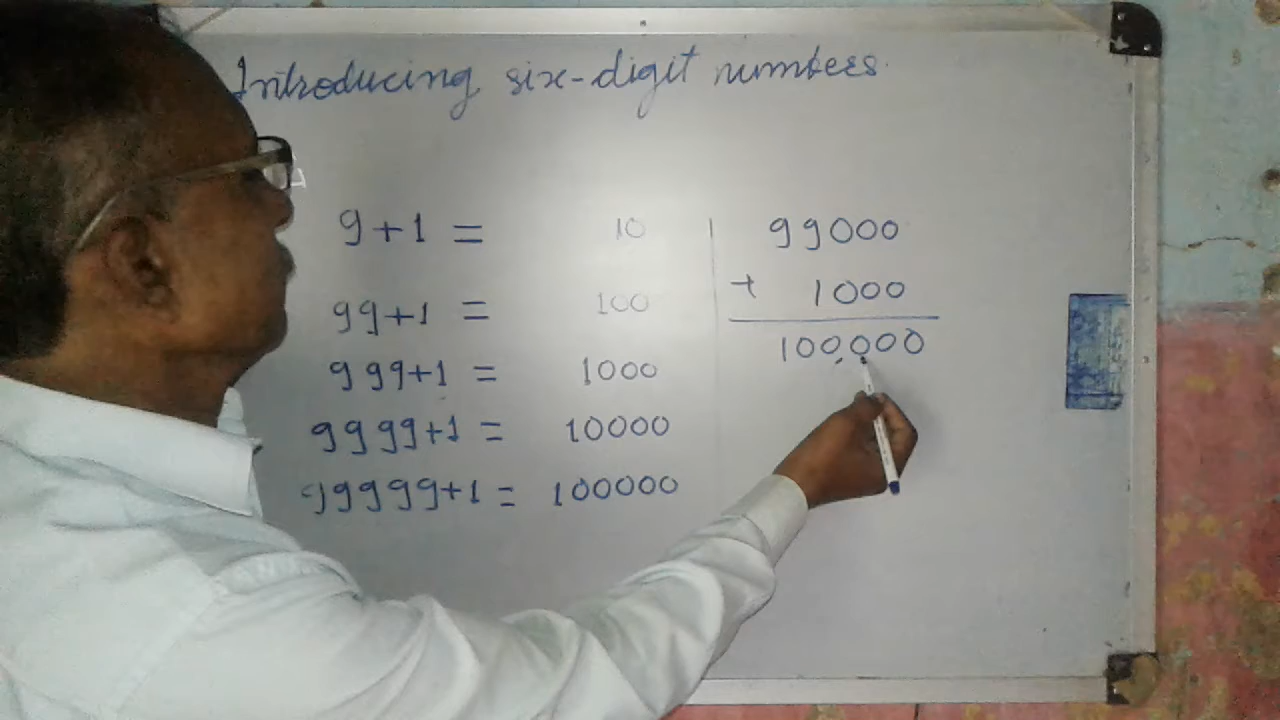 Introducing six-digit numbers.
9+1 = 10
99+1 = 100
999+1 = 1000
9999+1 = 10000
99999+1 = 100000
99000
+ 1000
100,000